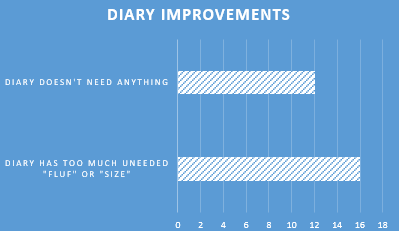 DIARY IMPROVEMENTS
DIARY DOESN'T NEED ANYTHING
DIARY HAS TOO MUCH UNEEDED
"FLUF" OR "SIZE"
0 2 4 6 8 10 12 14 16 18